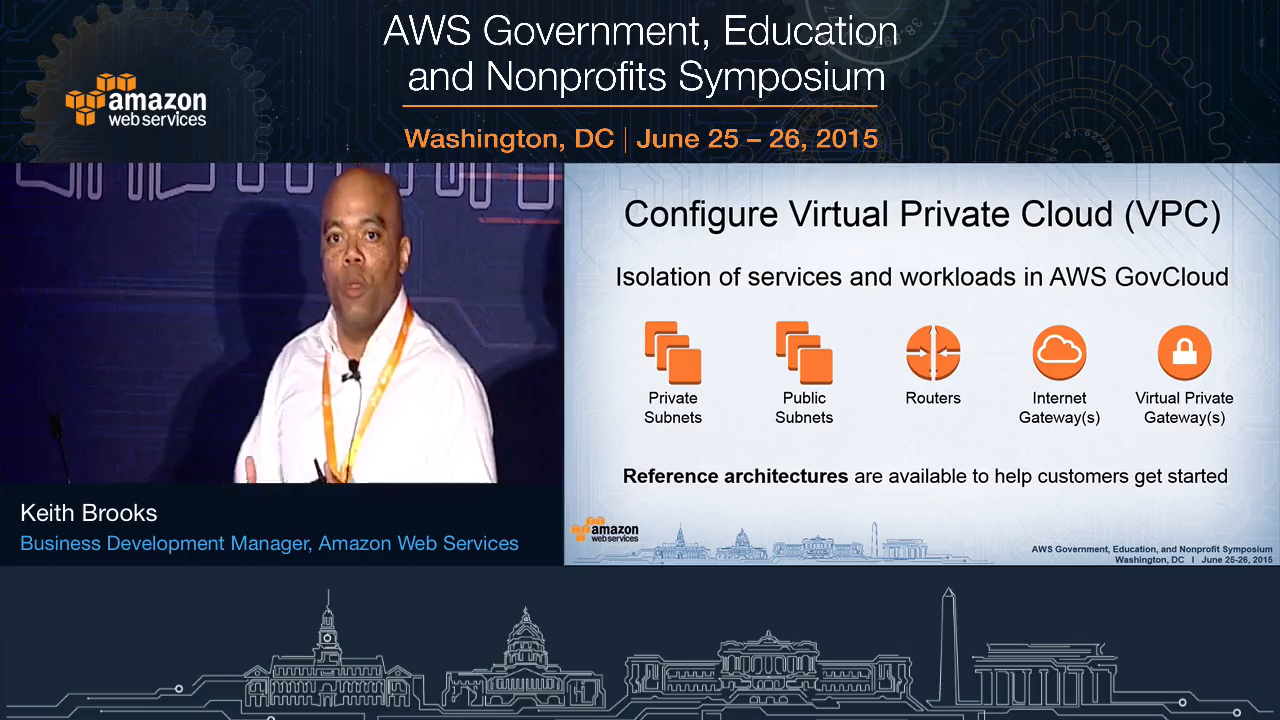 AWS Government, Education
and Nonprofits Symposium
Washington, DC | June 25 – 26, 2015
amazon
web services
Configure Virtual Private Cloud (VPC)
Isolation of services and workloads in AWS GovCloud
Private
Subnets
Public
Subnets
Routers
Internet
Gateway(s)
Virtual Private
Gateway(s)
Reference architectures are available to help customers get started
amazon
web services
AWS Government, Education, and Nonprofit Symposium
Washington, DC | June 25-26, 2015
Keith Brooks
Business Development Manager, Amazon Web Services